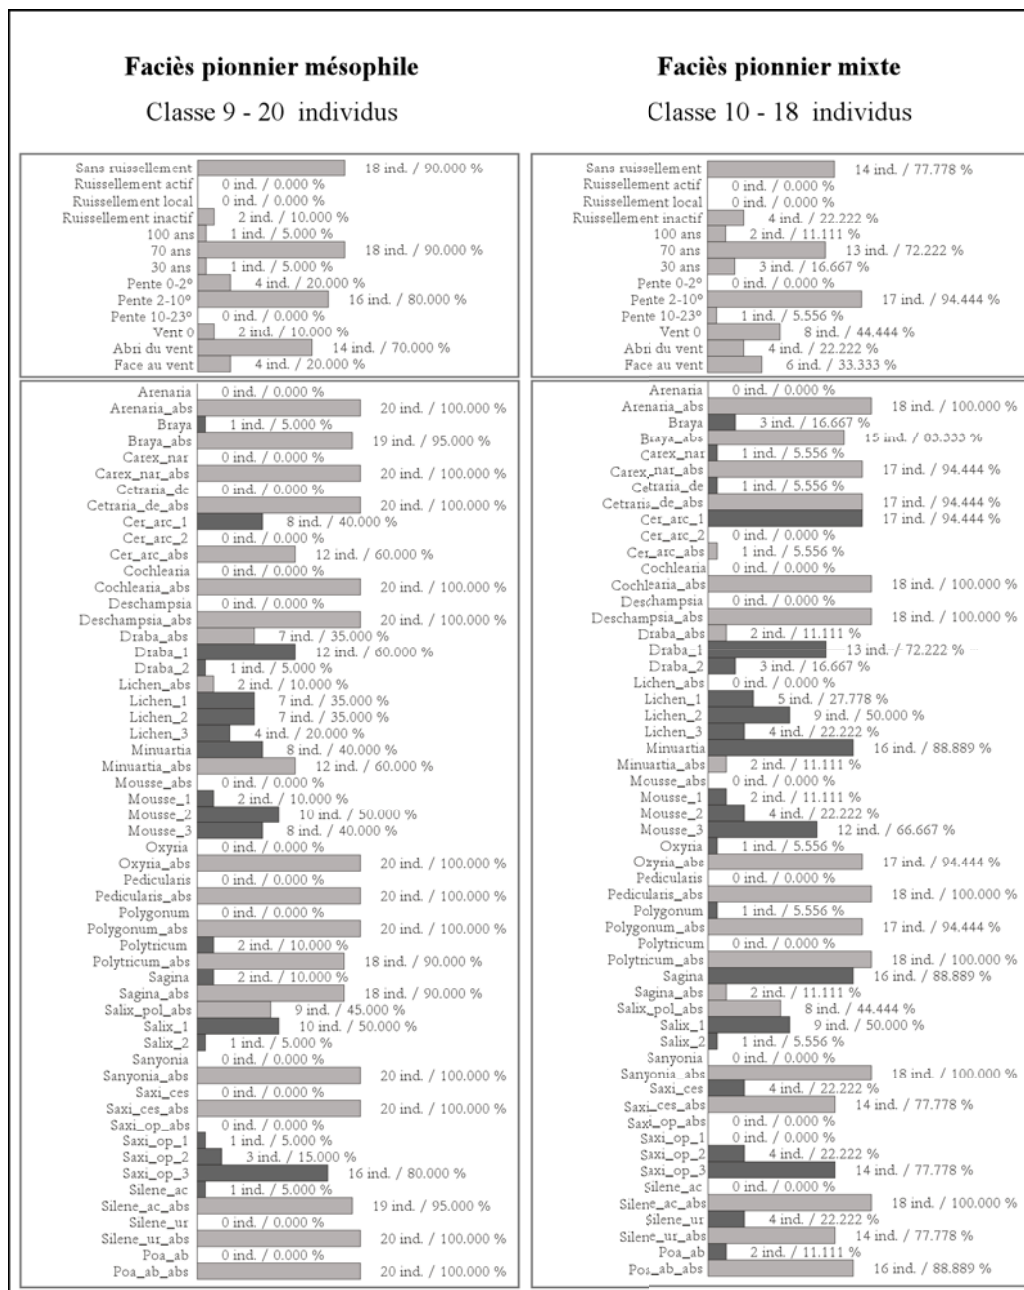 Faciès pionnier mésophile
Classe 9 - 20 individus
Sans ruissellement 18 ind. / 90.000 %
Ruissellement actif 0 ind. / 0.000 %
Ruissellement local 0 ind. / 0.000 %
Ruissellement inactif 2 ind. / 10.000 %
100 ans 1 ind. / 5.000 %
70 ans 18 ind. / 90.000 %
30 ans 1 ind. / 5.000 %
Pente 0-2° 4 ind. / 20.000 %
Pente 2-10° 16 ind. / 80.000 %
Pente 10-23° 0 ind. / 0.000 %
Vent 0 2 ind. / 10.000 %
Abri du vent 14 ind. / 70.000 %
Face au vent 4 ind. / 20.000 %
Arenaria 0 ind. / 0.000 %
Arenaria_abs 20 ind. / 100.000 %
Braya 1 ind. / 5.000 %
Braya_abs 19 ind. / 95.000 %
Carex_nar 0 ind. / 0.000 %
Carex_nar_abs 20 ind. / 100.000 %
Cetraria_de 0 ind. / 0.000 %
Cetraria_de_abs 20 ind. / 100.000 %
Cer_arc_1 8 ind. / 40.000 %
Cer_arc_2 0 ind. / 0.000 %
Cer_arc_abs 12 ind. / 60.000 %
Cochlearia 0 ind. / 0.000 %
Cochlearia_abs 20 ind. / 100.000 %
Deschampsia 0 ind. / 0.000 %
Deschampsia_abs 20 ind. / 100.000 %
Draba_abs 7 ind. / 35.000 %
Draba_1 12 ind. / 60.000 %
Draba_2 1 ind. / 5.000 %
Lichen_abs 2 ind. / 10.000 %
Lichen_1 7 ind. / 35.000 %
Lichen_2 7 ind. / 35.000 %
Lichen_3 4 ind. / 20.000 %
Minuartia 8 ind. / 40.000 %
Minuartia_abs 12 ind. / 60.000 %
Mousse_abs 0 ind. / 0.000 %
Mousse_1 2 ind. / 10.000 %
Mousse_2 10 ind. / 50.000 %
Mousse_3 8 ind. / 40.000 %
Oxyria 0 ind. / 0.000 %
Oxyria_abs 20 ind. / 100.000 %
Pedicularis 0 ind. / 0.000 %
Pedicularis_abs 20 ind. / 100.000 %
Polygonum 0 ind. / 0.000 %
Polygonum_abs 20 ind. / 100.000 %
Polytricum 2 ind. / 10.000 %
Polytricum_abs 18 ind. / 90.000 %
Sagina 2 ind. / 10.000 %
Sagina_abs 18 ind. / 90.000 %
Salix_pol_abs 9 ind. / 45.000 %
Salix_1 10 ind. / 50.000 %
Salix_2 1 ind. / 5.000 %
Sanyonia 0 ind. / 0.000 %
Sanyonia_abs 20 ind. / 100.000 %
Saxi_ces 0 ind. / 0.000 %
Saxi_ces_abs 20 ind. / 100.000 %
Saxi_op_abs 0 ind. / 0.000 %
Saxi_op_1 1 ind. / 5.000 %
Saxi_op_2 3 ind. / 15.000 %
Saxi_op_3 16 ind. / 80.000 %
Silene_ac 1 ind. / 5.000 %
Silene_ac_abs 19 ind. / 95.000 %
Silene_ur 0 ind. / 0.000 %
Silene_ur_abs 20 ind. / 100.000 %
Poa_ab 0 ind. / 0.000 %
Poa_ab_abs 20 ind. / 100.000 %
Faciès pionnier mixte
Classe 10 - 18 individus
Sans ruissellement 14 ind. / 77.778 %
Ruissellement actif 0 ind. / 0.000 %
Ruissellement local 0 ind. / 0.000 %
Ruissellement inactif 4 ind. / 22.222 %
100 ans 2 ind. / 11.111 %
70 ans 13 ind. / 72.222 %
30 ans 3 ind. / 16.667 %
Pente 0-2° 0 ind. / 0.000 %
Pente 2-10° 17 ind. / 94.444 %
Pente 10-23° 1 ind. / 5.556 %
Vent 0 8 ind. / 44.444 %
Abri du vent 4 ind. / 22.222 %
Face au vent 6 ind. / 33.333 %
Arenaria 0 ind. / 0.000 %
Arenaria_abs 18 ind. / 100.000 %
Braya 3 ind. / 16.667 %
Braya_abs 15 ind. / 83.333 %
Carex_nar 1 ind. / 5.556 %
Carex_nar_abs 17 ind. / 94.444 %
Cetraria_de 1 ind. / 5.556 %
Cetraris_de_abs 17 ind. / 94.444 %
Cer_arc_1 17 ind. / 94.444 %
Cer_arc_2 0 ind. / 0.000 %
Cer_arc_abs 1 ind. / 5.556 %
Cochlearia 0 ind. / 0.000 %
Cochlearia_abs 18 ind. / 100.000 %
Deschampsia 0 ind. / 0.000 %
Deschampsia_abs 18 ind. / 100.000 %
Draba_abs 2 ind. / 11.111 %
Draba_1 13 ind. / 72.222 %
Draba_2 3 ind. / 16.667 %
Lichen_abs 0 ind. / 0.000 %
Lichen_1 5 ind. / 27.778 %
Lichen_2 9 ind. / 50.000 %
Lichen_3 4 ind. / 22.222 %
Minuartia 16 ind. / 88.889 %
Minuartia_abs 2 ind. / 11.111 %
Mousse_abs 0 ind. / 0.000 %
Mousse_1 2 ind. / 11.111 %
Mousse_2 4 ind. / 22.222 %
Mousse_3 12 ind. / 66.667 %
Oxyria 1 ind. / 5.556 %
Oxyria_abs 17 ind. / 94.444 %
Pedicularis 0 ind. / 0.000 %
Pedicularis_abs 18 ind. / 100.000 %
Polygonum 1 ind. / 5.556 %
Polygonum_abs 17 ind. / 94.444 %
Polytricum 0 ind. / 0.000 %
Polytricum_abs 18 ind. / 100.000 %
Sagina 16 ind. / 88.889 %
Sagina_abs 2 ind. / 11.111 %
Salix_pol_abs 8 ind. / 44.444 %
Salix_1 9 ind. / 50.000 %
Salix_2 1 ind. / 5.556 %
Sanyonia 0 ind. / 0.000 %
Sanyonia_abs 18 ind. / 100.000 %
Saxi_ces 4 ind. / 22.222 %
Saxi_ces_abs 14 ind. / 77.778 %
Saxi_op_abs 0 ind. / 0.000 %
Saxi_op_1 0 ind. / 0.000 %
Saxi_op_2 4 ind. / 22.222 %
Saxi_op_3 14 ind. / 77.778 %
Silene_ac 0 ind. / 0.000 %
Silene_ac_abs 18 ind. / 100.000 %
Silene_ur 4 ind. / 22.222 %
Silene_ur_abs 14 ind. / 77.778 %
Poa_ab 2 ind. / 11.111 %
Pos_ab_abs 16 ind. / 88.889 %